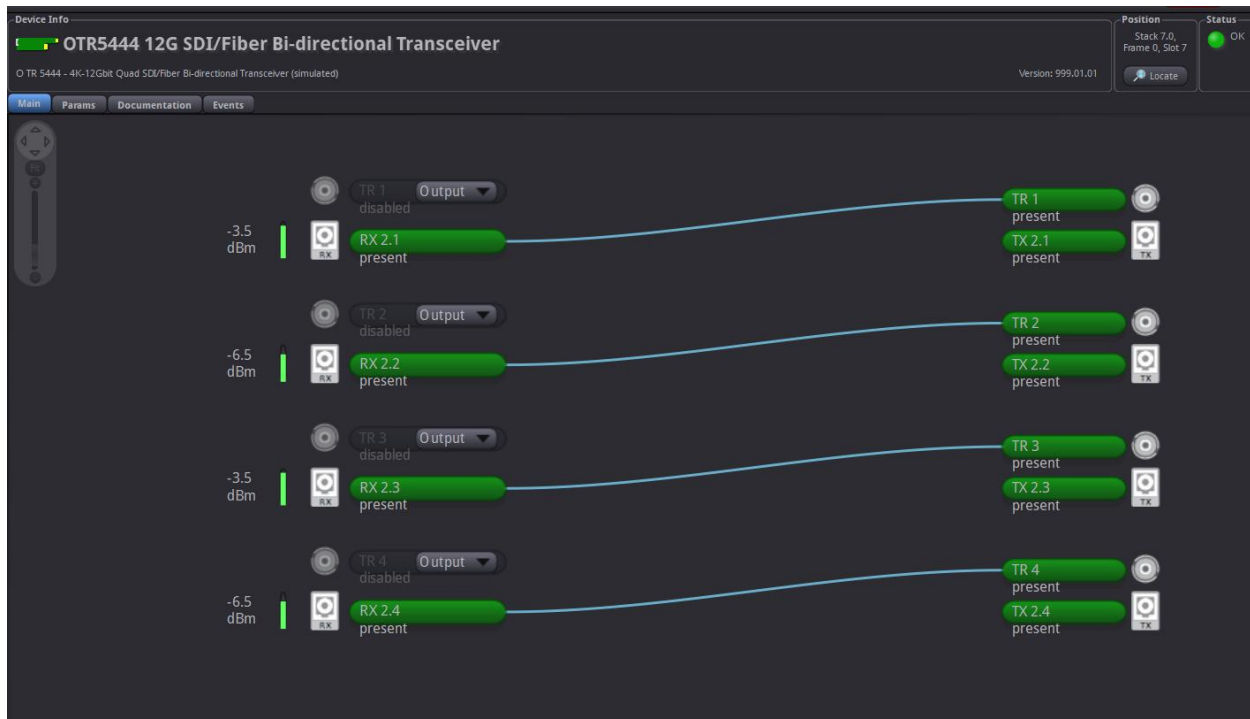 Device Info
OTR5444 12G SDI/Fiber Bi-directional Transceiver
O TR 5444 - 4K-12Gbit Quad SDI/Fiber Bi-directional Transceiver (simulated)
Version: 999.01.01
Position
Stack 7.0,
Frame 0, Slot 7
Locate
Status
OK
Main Params Documentation Events
Fit
TR 1 Output
disabled
-3.5
dBm
RX
RX 2.1
present
TR 1
present
TX 2.1
present
TX
TR 2 Output
disabled
-6.5
dBm
RX
RX 2.2
present
TR 2
present
TX 2.2
present
TX
TR 3 Output
disabled
-3.5
dBm
RX
RX 2.3
present
TR 3
present
TX 2.3
present
TX
TR 4 Output
disabled
-6.5
dBm
RX
RX 2.4
present
TR 4
present
TX 2.4
present
TX